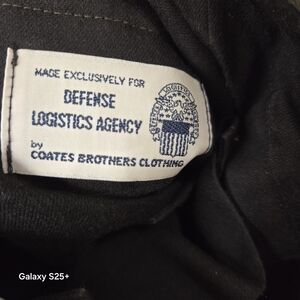 MADE EXCLUSIVELY FOR
DEFENSE
LOGISTICS AGENCY
by
COATES BROTHERS CLOTHING
Galaxy S25+